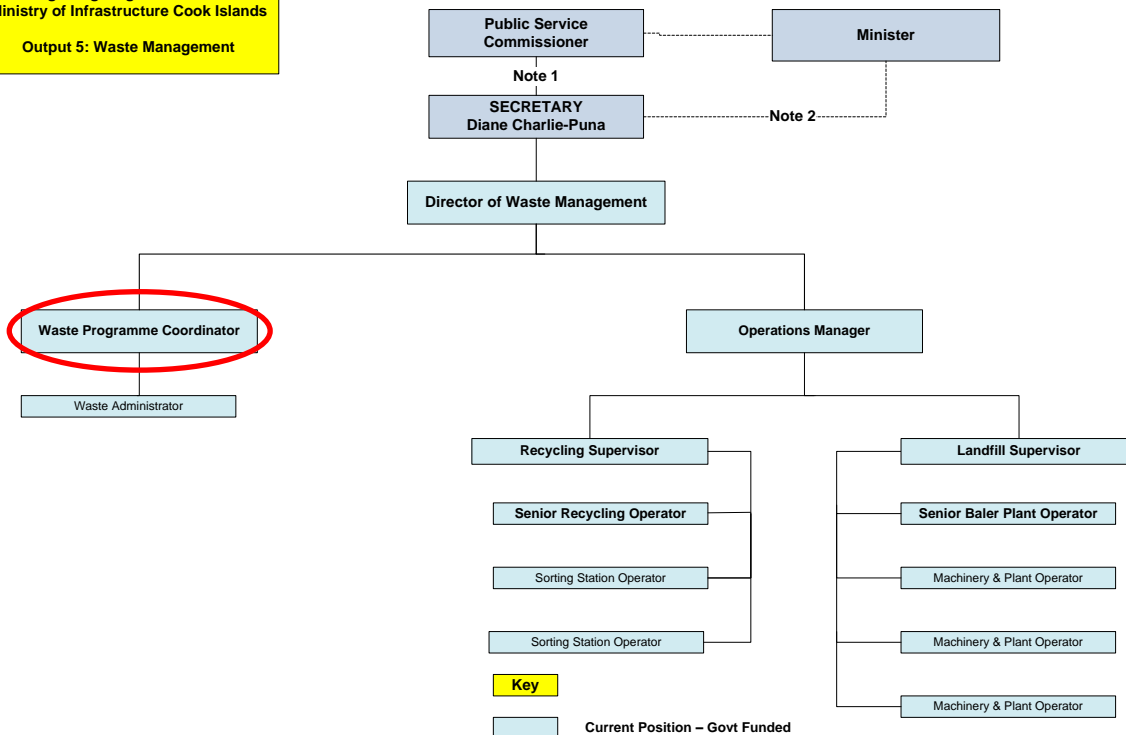 Ministry of Infrastructure Cook Islands
Output 5: Waste Management
Public Service
Commissioner
Minister
Note 1
SECRETARY
Diane Charlie-Puna
Note 2
Director of Waste Management
Waste Programme Coordinator
Operations Manager
Waste Administrator
Recycling Supervisor
Landfill Supervisor
Senior Recycling Operator
Senior Baler Plant Operator
Sorting Station Operator
Machinery & Plant Operator
Sorting Station Operator
Machinery & Plant Operator
Key
Machinery & Plant Operator
Current Position – Govt Funded